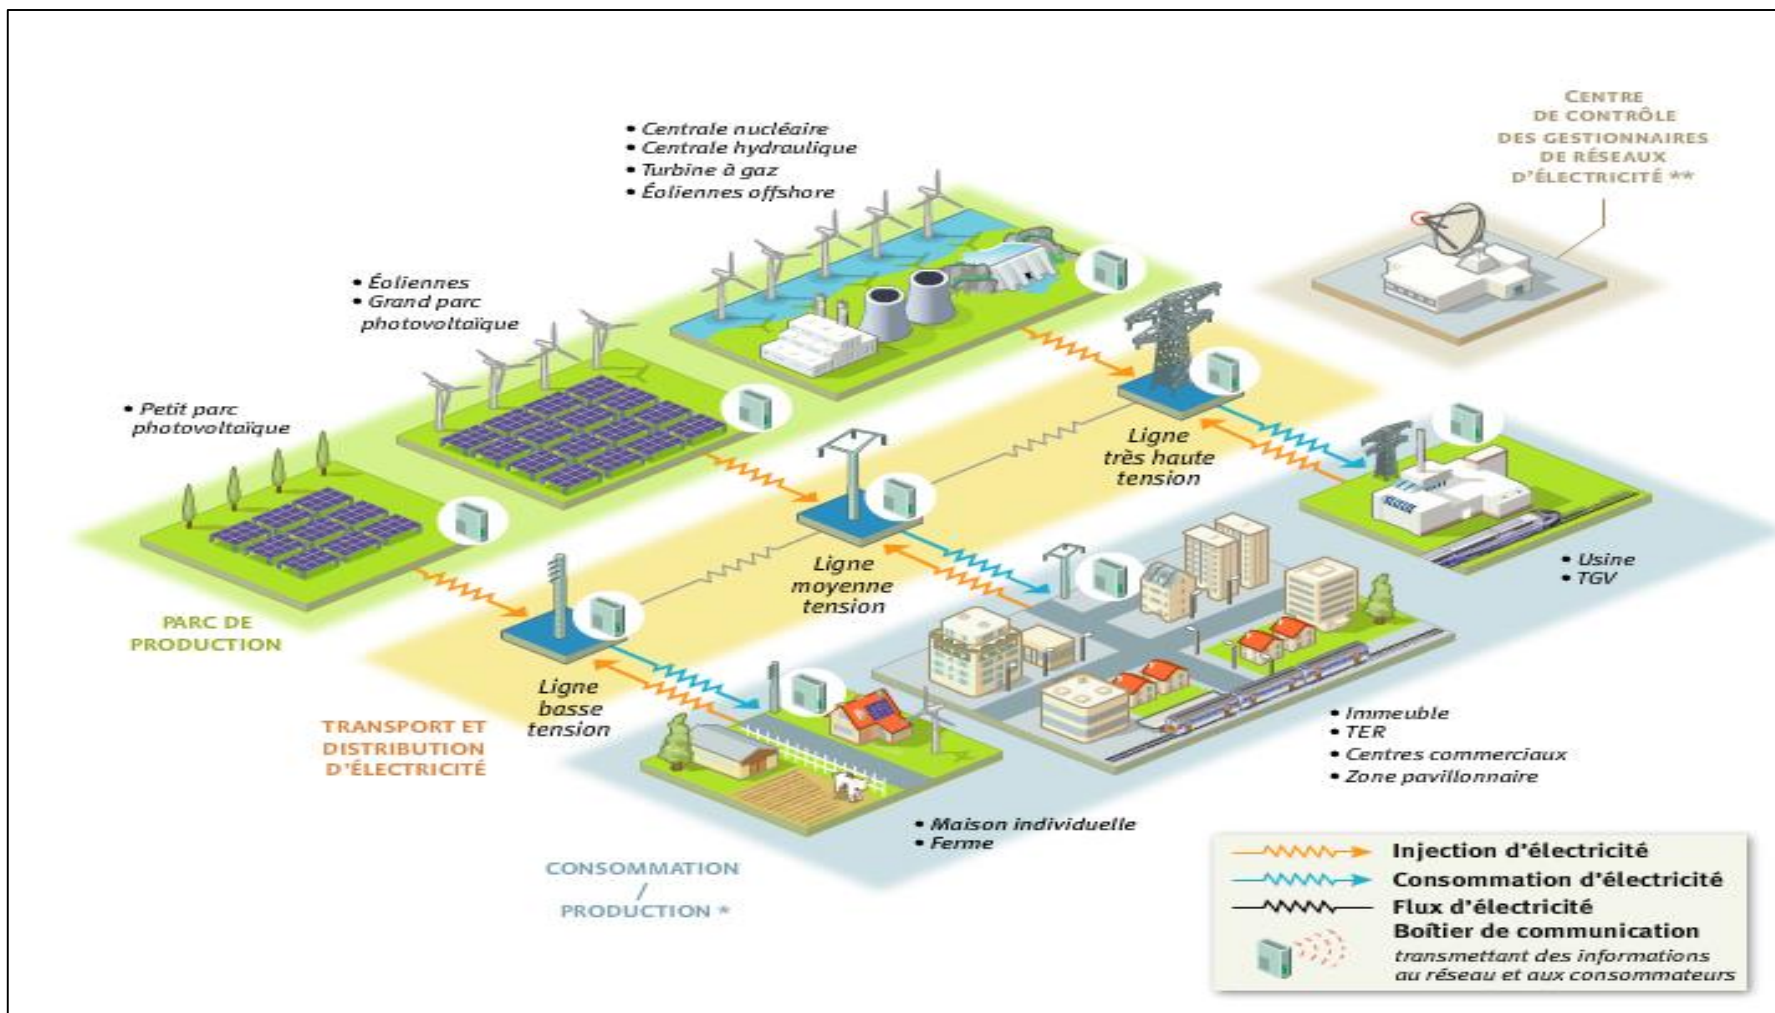 CENTRE
DE CONTRÔLE
DES GESTIONNAIRES
DE RÉSEAUX
D'ÉLECTRICITÉ **
• Centrale nucléaire
• Centrale hydraulique
• Turbine à gaz
• Éoliennes offshore
• Éoliennes
• Grand parc
photovoltaïque
• Petit parc
photovoltaïque
Ligne
très haute
tension
Ligne
moyenne
tension
• Usine
• TGV
PARC DE
PRODUCTION
Ligne
basse
tension
TRANSPORT ET
DISTRIBUTION
D'ÉLECTRICITÉ
• Immeuble
• TER
• Centres commerciaux
• Zone pavillonnaire
• Maison individuelle
• Ferme
CONSOMMATION
/
PRODUCTION *
Injection d'électricité
Consommation d'électricité
Flux d'électricité
Boîtier de communication
transmettant des informations
au réseau et aux consommateurs